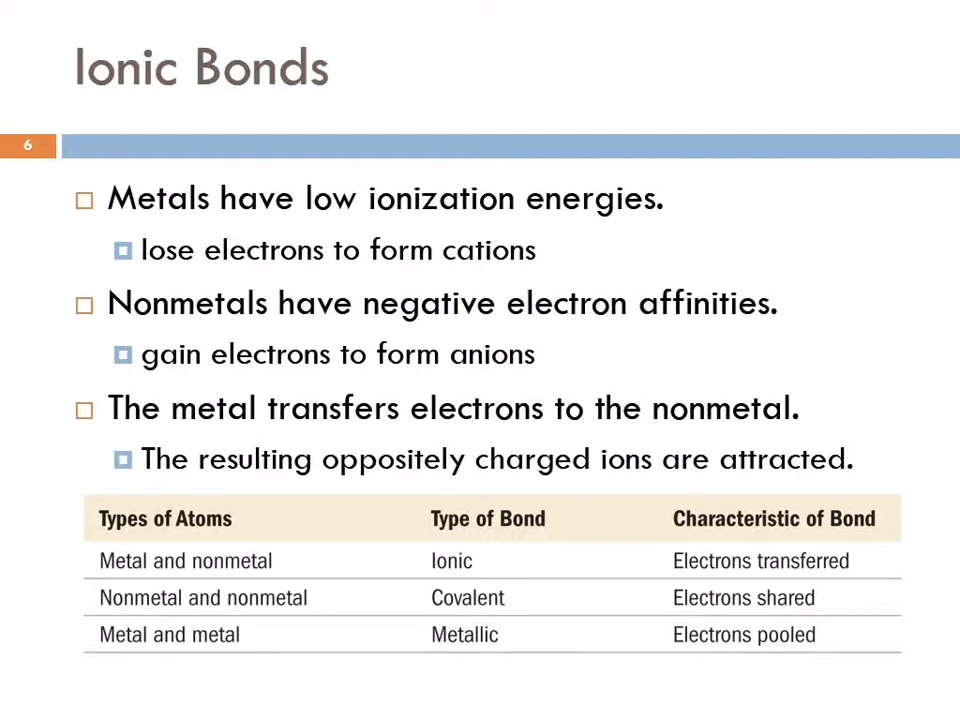 Ionic Bonds
6
Metals have low ionization energies.
lose electrons to form cations
Nonmetals have negative electron affinities.
gain electrons to form anions
The metal transfers electrons to the nonmetal.
The resulting oppositely charged ions are attracted.
Types of Atoms Type of Bond Characteristic of Bond
Metal and nonmetal Ionic Electrons transferred
Nonmetal and nonmetal Covalent Electrons shared
Metal and metal Metallic Electrons pooled